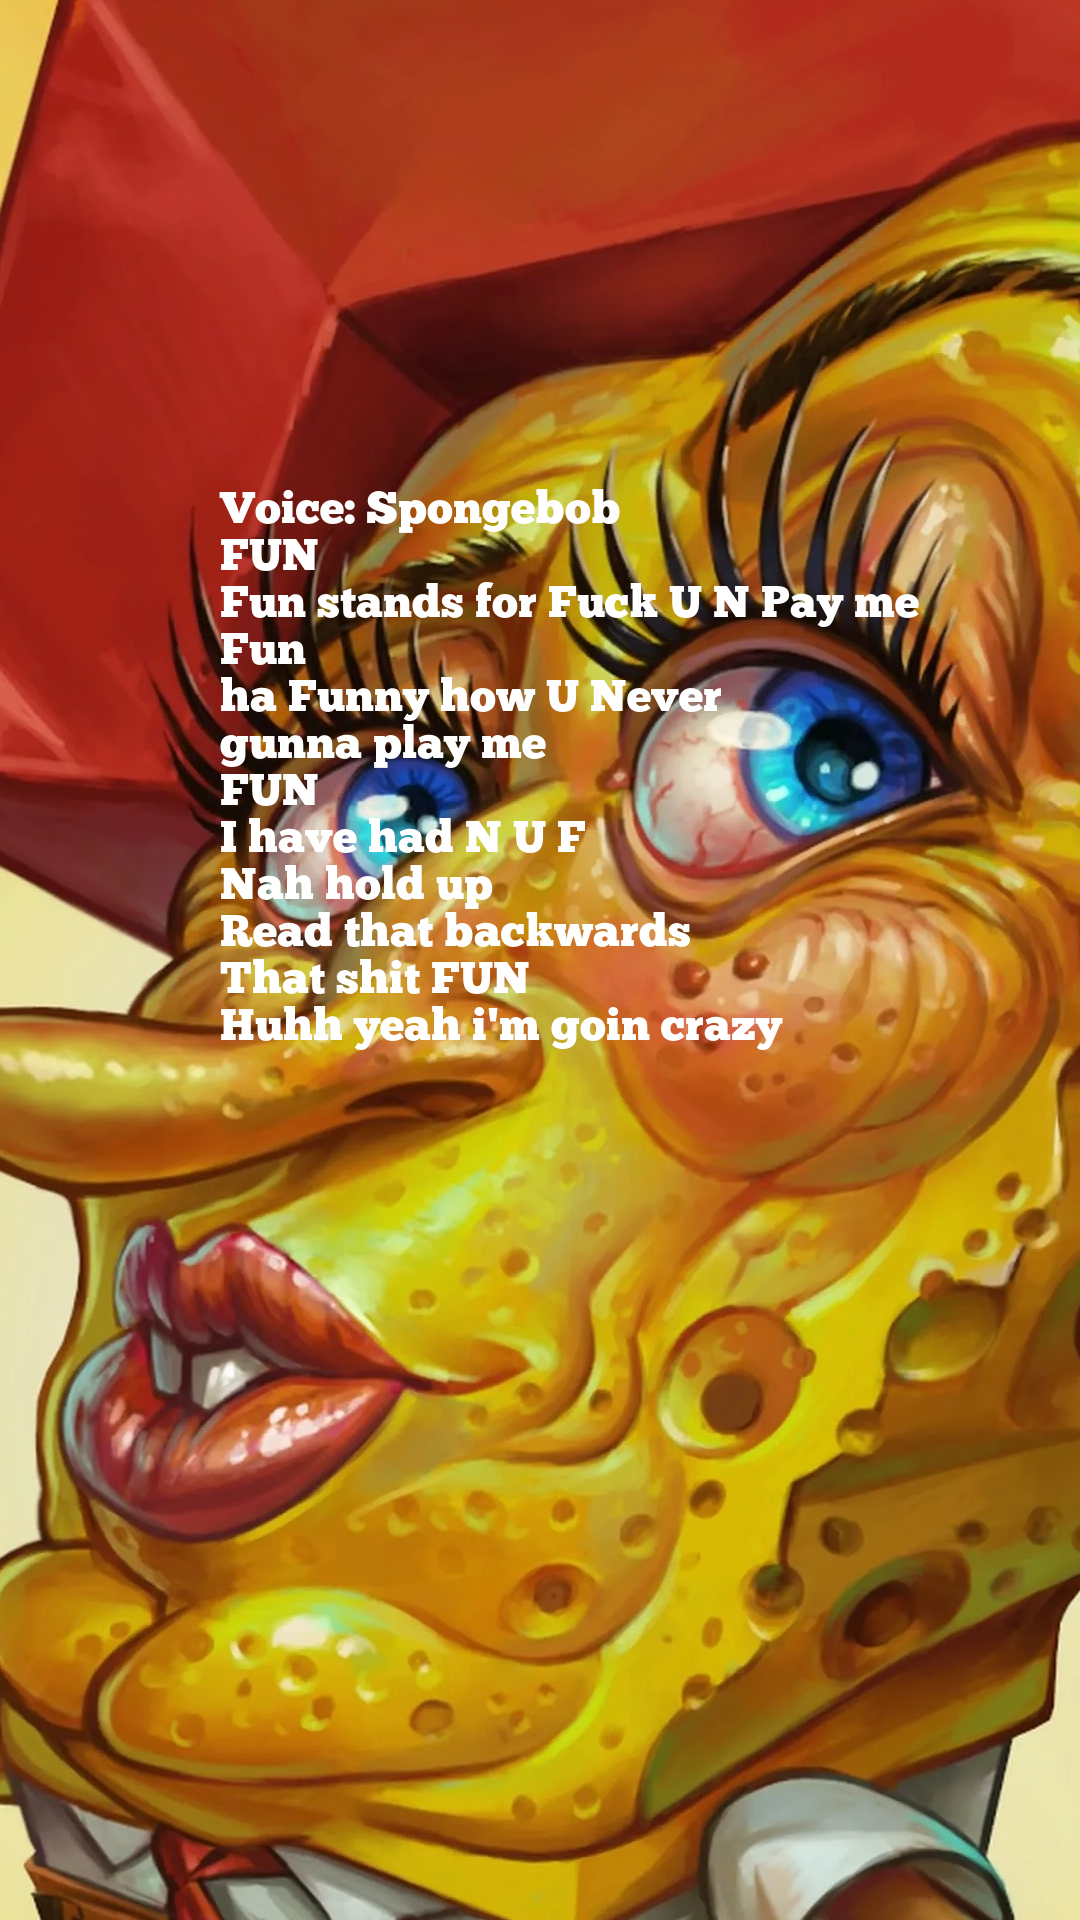 Voice: Spongebob
FUN
Fun stands for Fuck U N Pay me
Fun
ha Funny how U Never
gunna play me
FUN
I have had N U F
Nah hold up
Read that backwards
That shit FUN
Huhh yeah i'm goin crazy